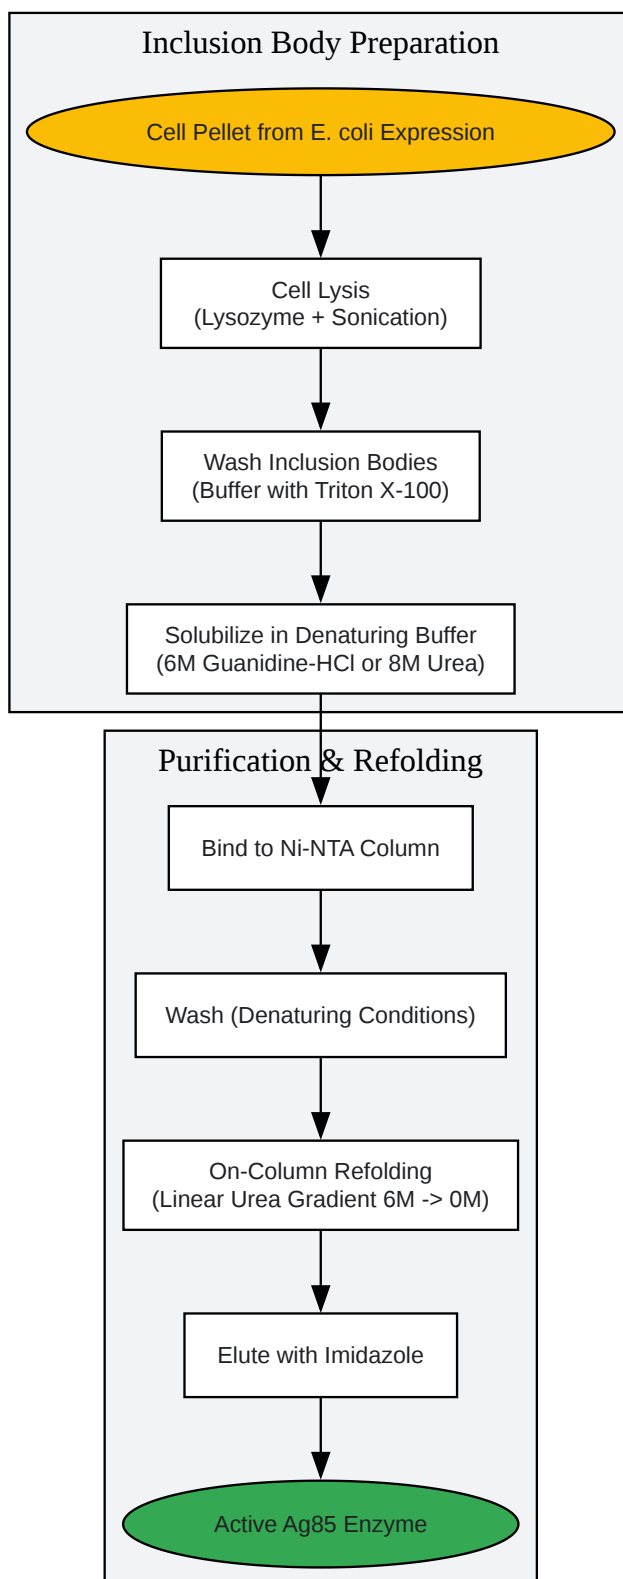 Inclusion Body Preparation
Cell Pellet from E. coli Expression
Cell Lysis
(Lysozyme + Sonication)
Wash Inclusion Bodies
(Buffer with Triton X-100)
Solubilize in Denaturing Buffer
(6M Guanidine-HCl or 8M Urea)
Purification & Refolding
Bind to Ni-NTA Column
Wash (Denaturing Conditions)
On-Column Refolding
(Linear Urea Gradient 6M -> 0M)
Elute with Imidazole
Active Ag85 Enzyme